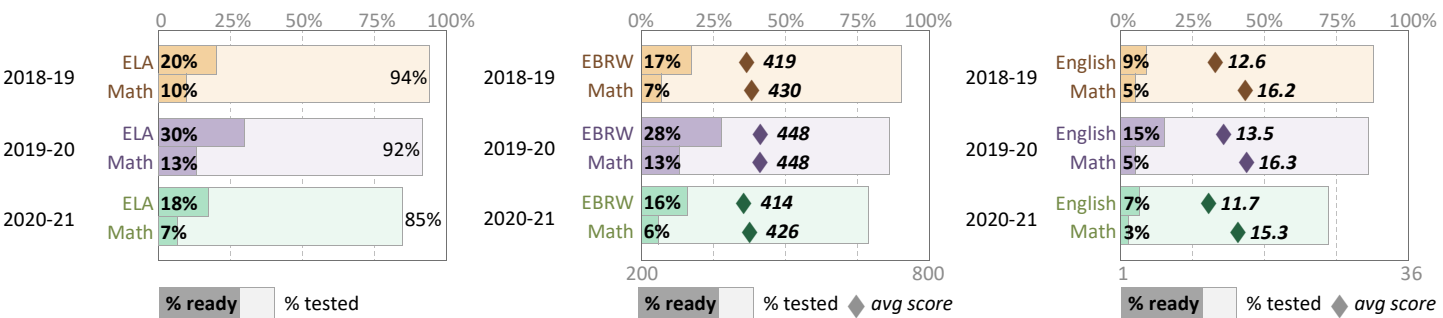 0 25% 50% 75% 100%
2018-19
ELA 20%
Math 10%
94%
2019-20
ELA 30%
Math 13%
92%
2020-21
ELA 18%
Math 7%
85%
% ready % tested
0% 25% 50% 75% 100%
2018-19
EBRW 17% 419
Math 7% 430
2019-20
EBRW 28% 448
Math 13% 448
2020-21
EBRW 16% 414
Math 6% 426
200 800
% ready % tested avg score
0% 25% 50% 75% 100%
2018-19
English 9% 12.6
Math 5% 16.2
2019-20
English 15% 13.5
Math 5% 16.3
2020-21
English 7% 11.7
Math 3% 15.3
1 36
% ready % tested avg score